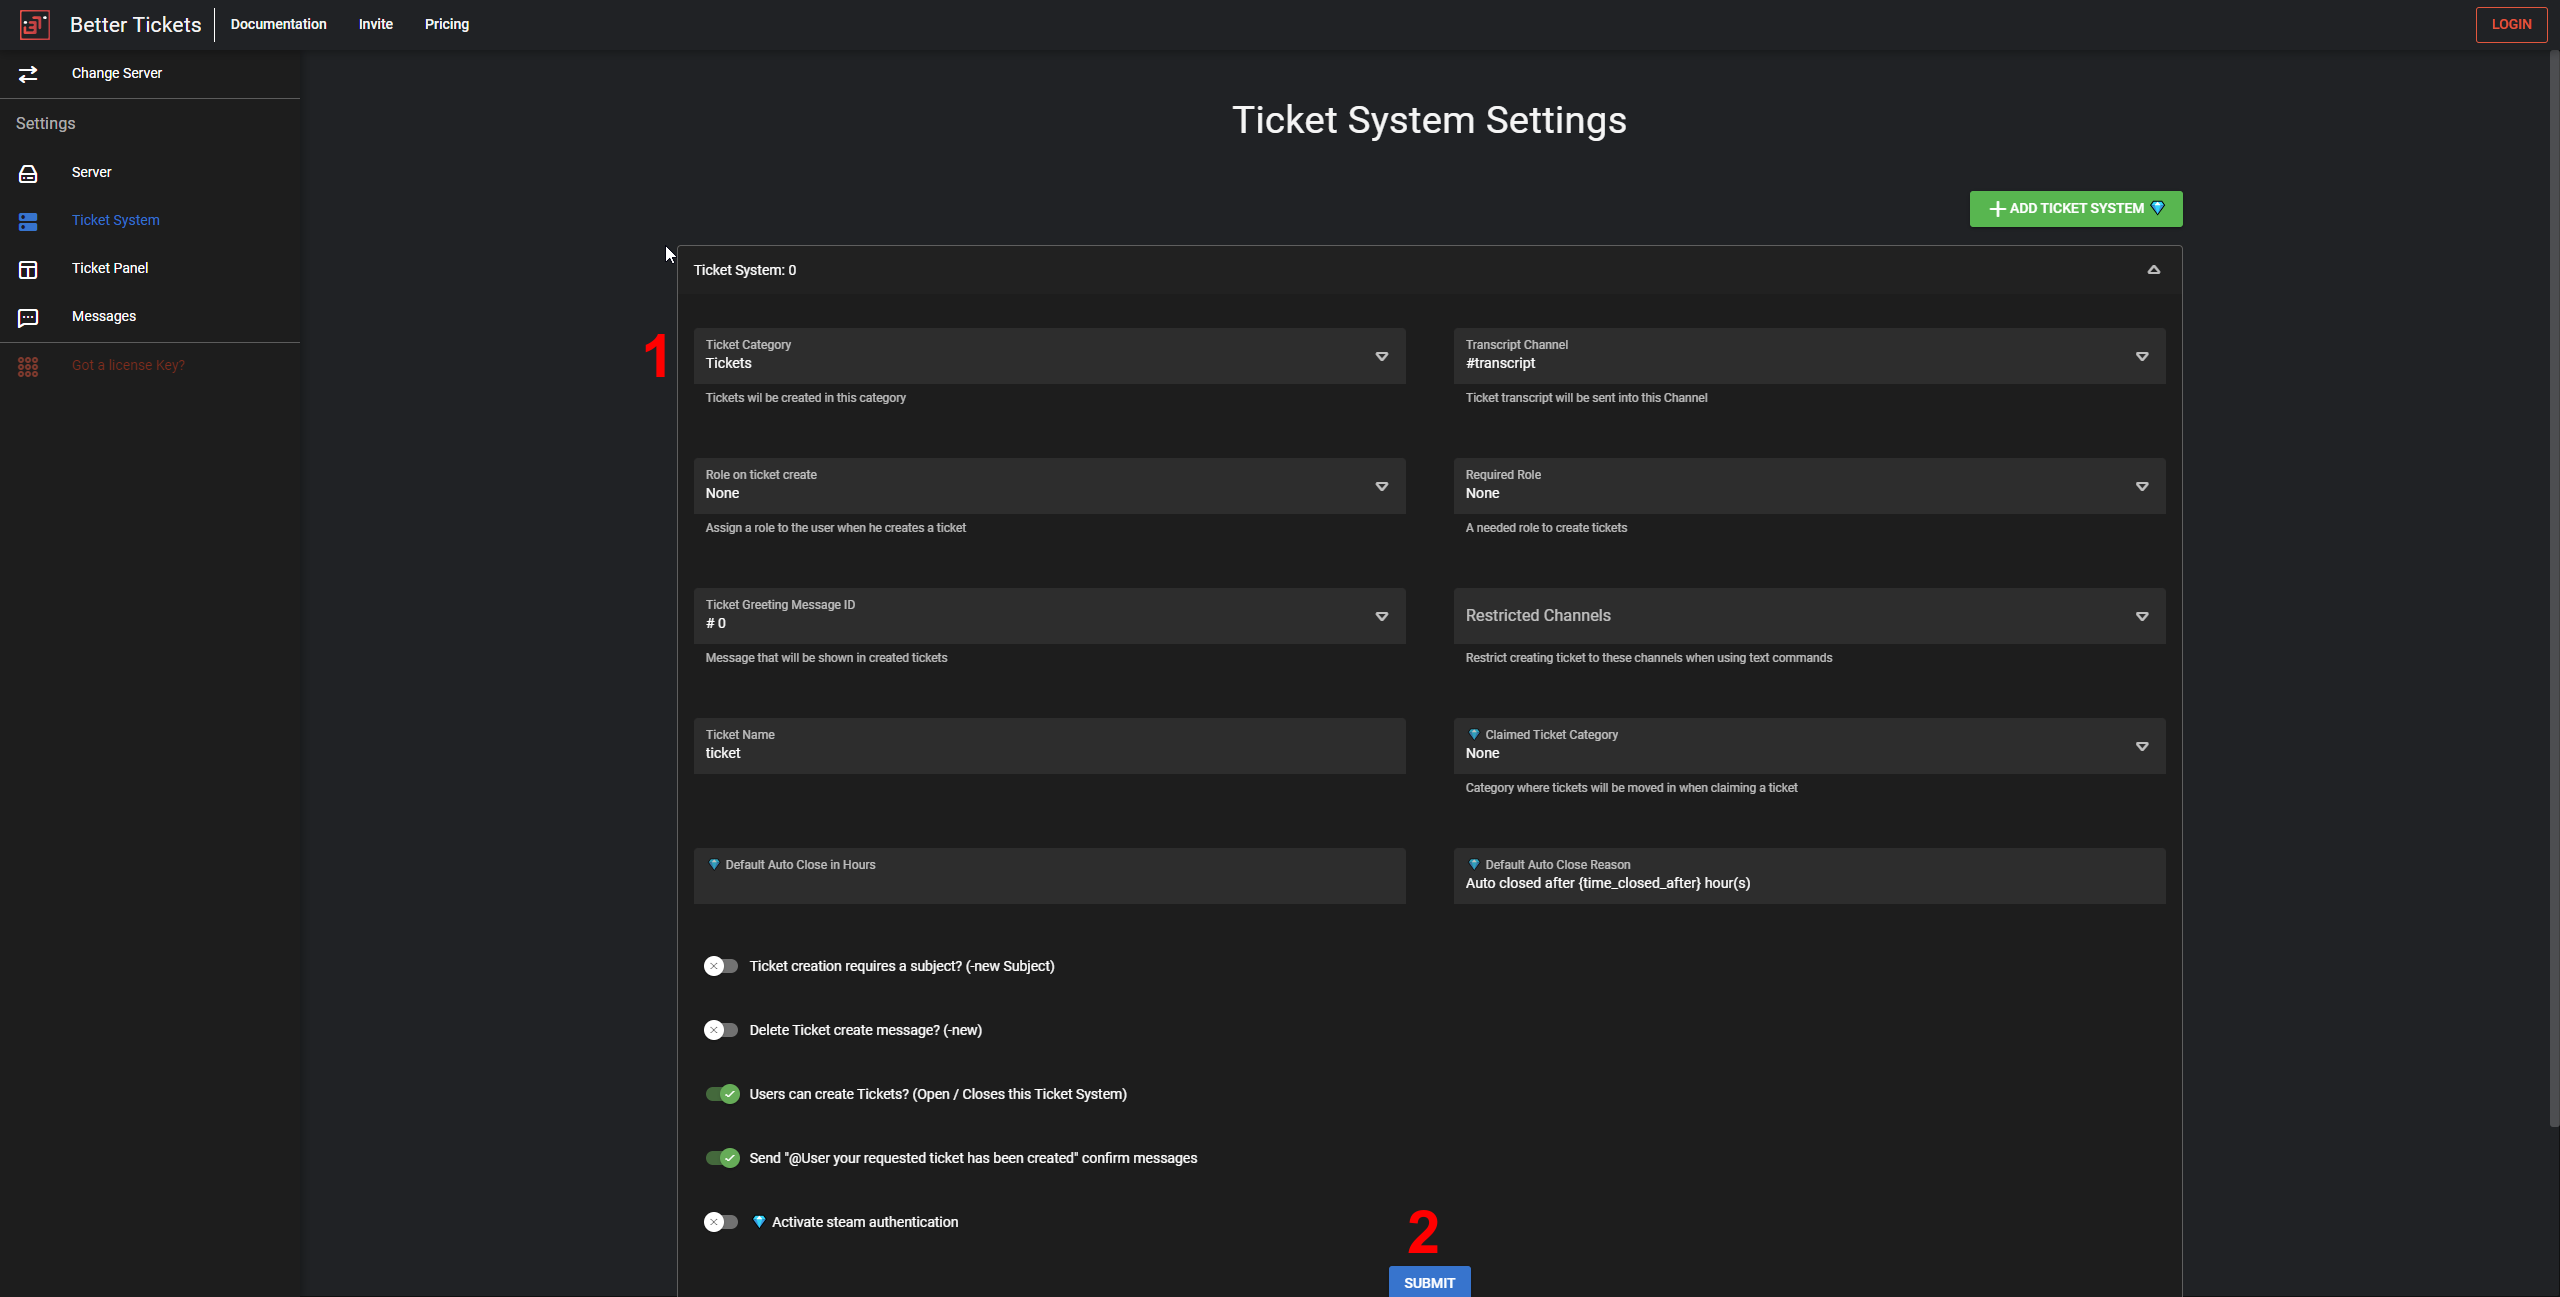 Better Tickets
Documentation
Invite
Pricing
LOGIN
Change Server
Settings
Server
Ticket System
Ticket Panel
Messages
Got a license Key?
Ticket System Settings
ADD TICKET SYSTEM
Ticket System: 0
1
Ticket Category
Tickets
Tickets wil be created in this category
Transcript Channel
#transcript
Ticket transcript will be sent into this Channel
Role on ticket create
None
Assign a role to the user when he creates a ticket
Required Role
None
A needed role to create tickets
Ticket Greeting Message ID
# 0
Message that will be shown in created tickets
Restricted Channels
Restrict creating ticket to these channels when using text commands
Ticket Name
ticket
Claimed Ticket Category
None
Category where tickets will be moved in when claiming a ticket
Default Auto Close in Hours
Default Auto Close Reason
Auto closed after {time_closed_after} hour(s)
Ticket creation requires a subject? (-new Subject)
Delete Ticket create message? (-new)
Users can create Tickets? (Open / Closes this Ticket System)
Send "@User your requested ticket has been created" confirm messages
Activate steam authentication
2
SUBMIT